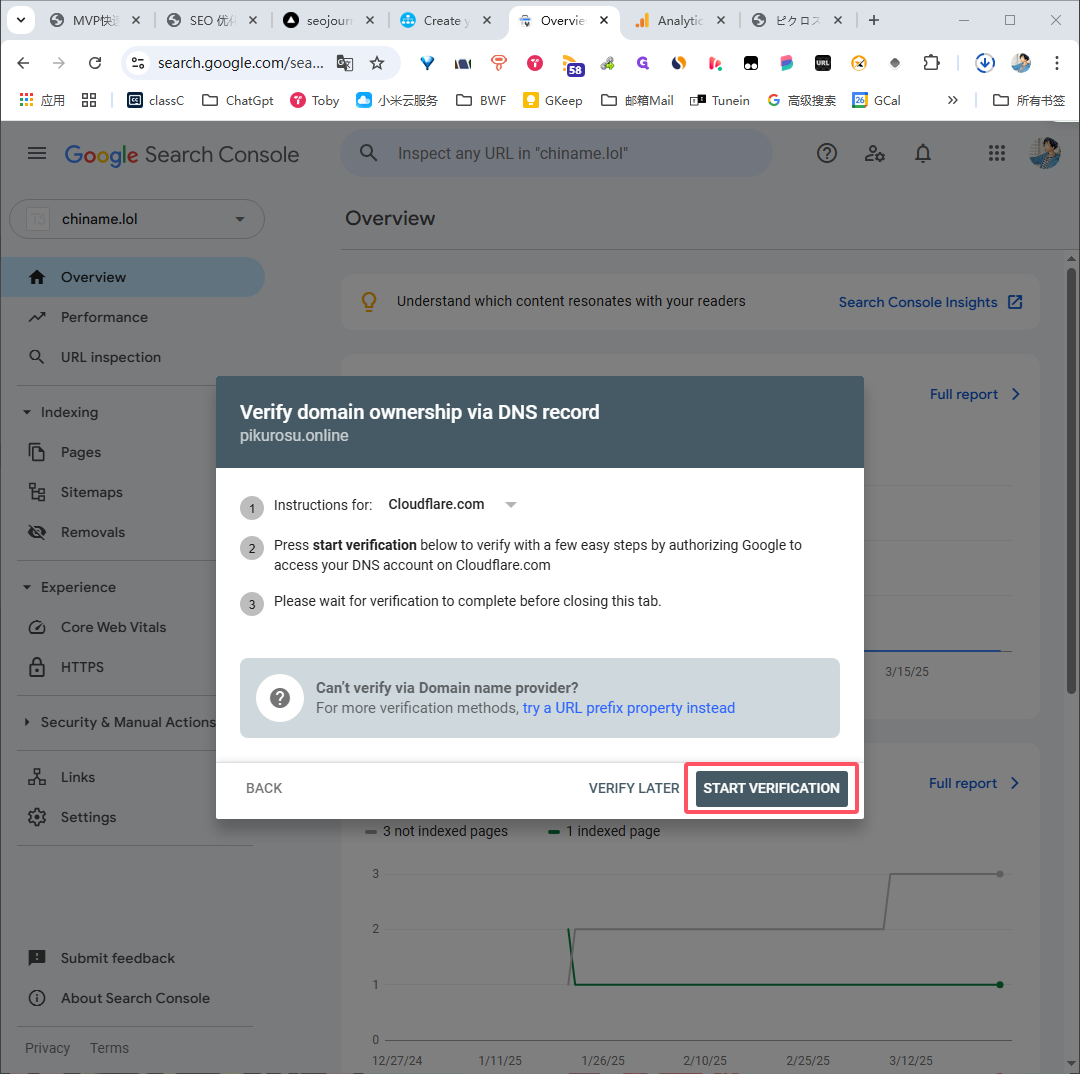 MVP快速
SEO 优化
seojourn
Create y
Overvie
Analytic
ピクロス
search.google.com/sea...
58
URL
应用
classC
ChatGpt
Toby
小米云服务
BWF
GKeep
邮箱Mail
Tunein
高级搜索
26
GCal
所有书签
Google Search Console
Inspect any URL in "chiname.lol"
chiname.lol
Overview
Overview
Performance
URL inspection
Indexing
Pages
Sitemaps
Removals
Experience
Core Web Vitals
HTTPS
Security & Manual Actions
Links
Settings
Submit feedback
About Search Console
Privacy Terms
Understand which content resonates with your readers
Search Console Insights
Full report
3/15/25
Verify domain ownership via DNS record
pikurosu.online
1 Instructions for: Cloudflare.com
2 Press start verification below to verify with a few easy steps by authorizing Google to
access your DNS account on Cloudflare.com
3 Please wait for verification to complete before closing this tab.
Can't verify via Domain name provider?
For more verification methods, try a URL prefix property instead
BACK VERIFY LATER START VERIFICATION
Full report
3 not indexed pages 1 indexed page
3
2
1
0
12/27/24 1/11/25 1/26/25 2/10/25 2/25/25 3/12/25